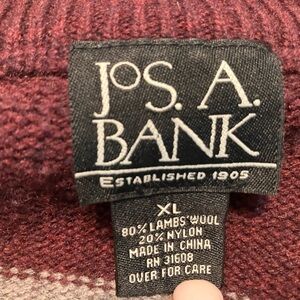 JOS. A.
BANK
ESTABLISHED 1905
XL
80% LAMBS' WOOL
20% NYLON
MADE IN CHINA
RN 31608
OVER FOR CARE